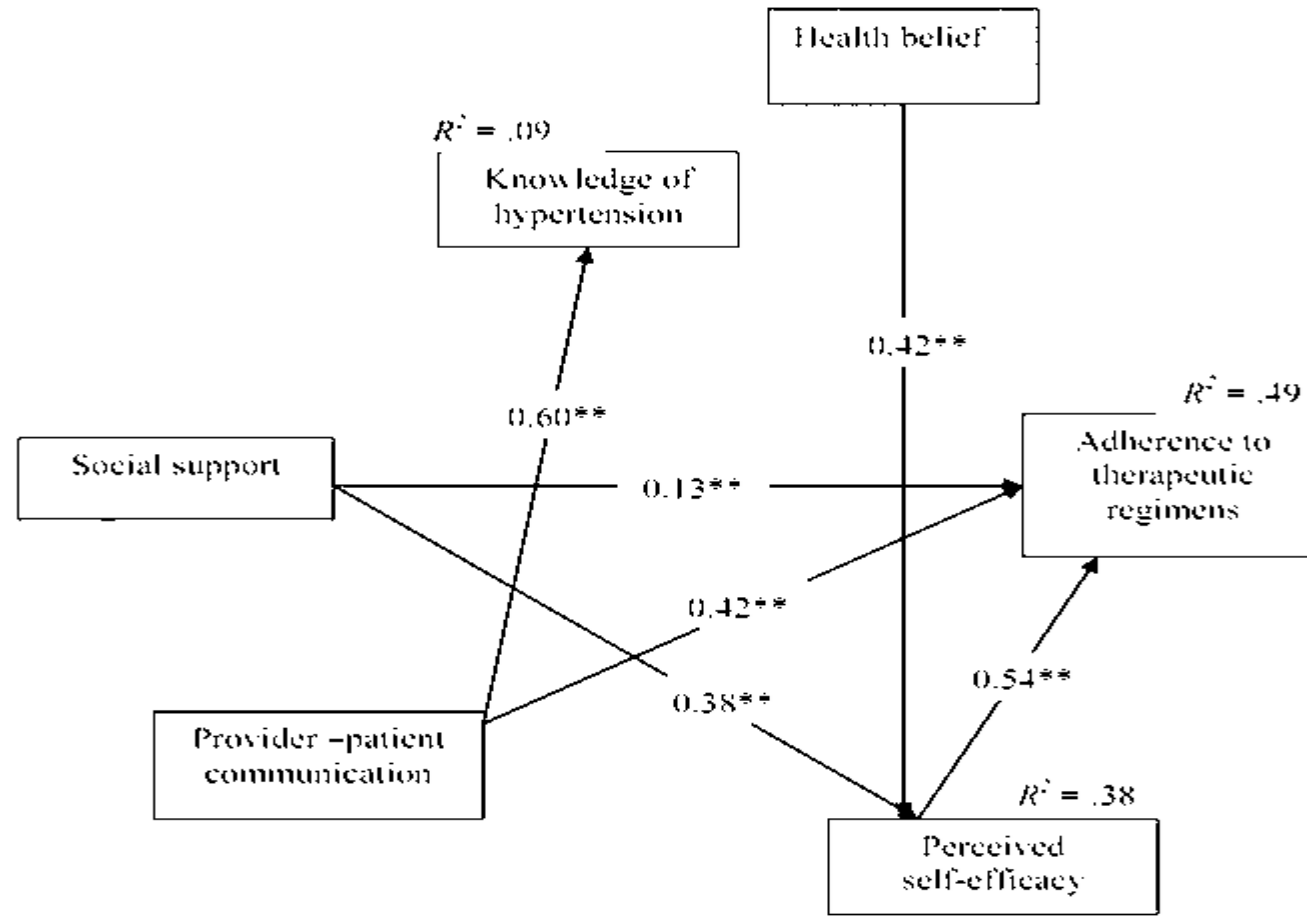 Health belief
R² = .09
Knowledge of
hypertension
0.42**
R² = .49
0.60**
Adherence to
therapeutic
regimens
Social support
0.13**
0.42**
0.54**
0.38**
Provider –patient
communication
R² = .38
Perceived
self-efficacy